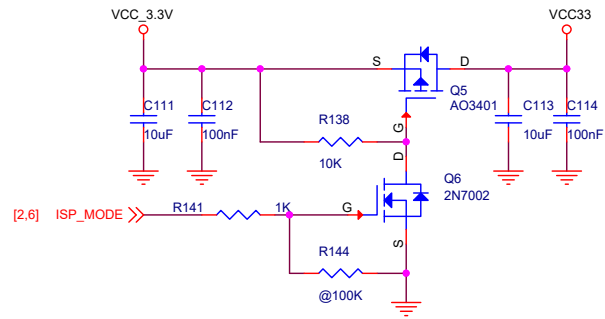 VCC_3.3V VCC33
S D
C111 C112 Q5 C113 C114
10uF 100nF AO3401 10uF 100nF
R138 G
10K D
Q6
2N7002
[2,6] ISP_MODE R141 1K G
S
R144
@100K